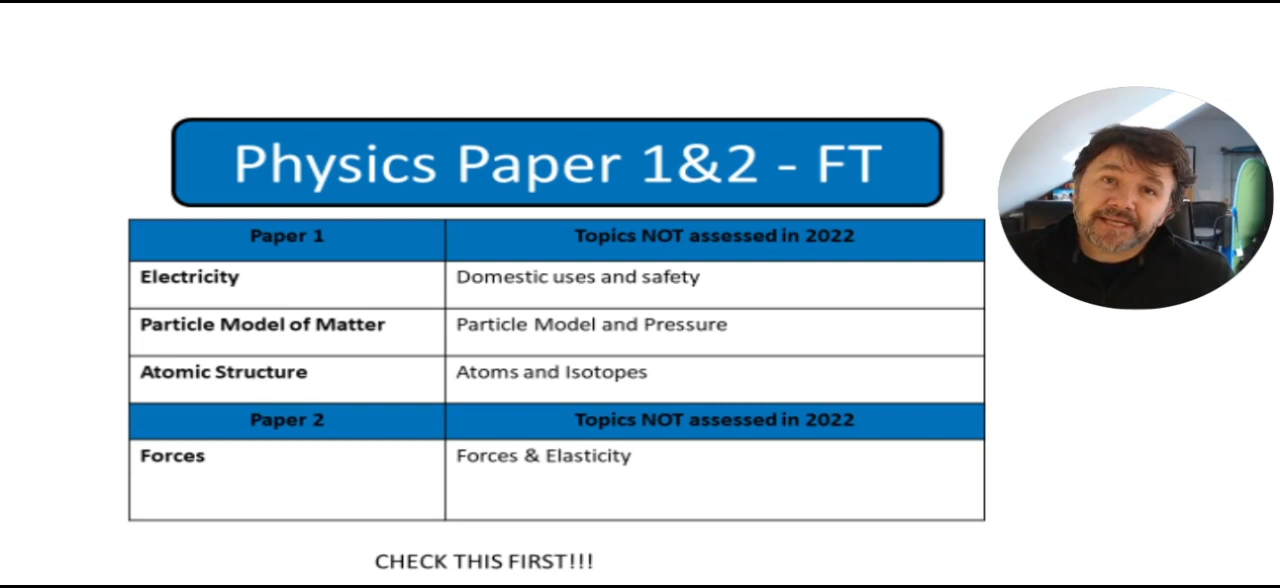 Physics Paper 1&2 - FT
Paper 1 Topics NOT assessed in 2022
Electricity Domestic uses and safety
Particle Model of Matter Particle Model and Pressure
Atomic Structure Atoms and Isotopes
Paper 2 Topics NOT assessed in 2022
Forces Forces & Elasticity
CHECK THIS FIRST!!!